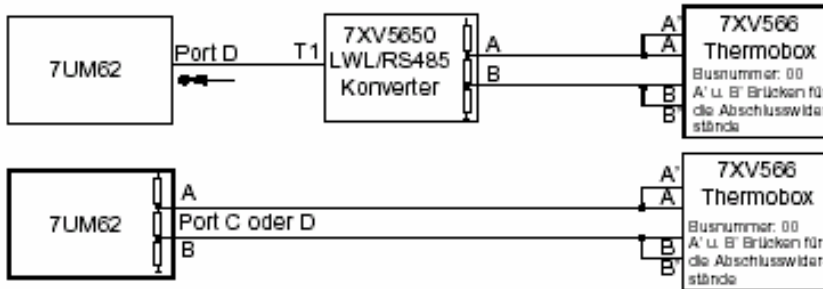 7UM62
Port D
T1
7XV5650
LWL/RS485
Konverter
A
B
A'
A
B
B'
7XV566
Thermobox
Busnummer: 00
A' u. B' Brücken für
die Abschlusswider
stände
7UM62
A
Port C oder D
B
A'
A
B
B'
7XV566
Thermobox
Busnummer: 00
A' u. B' Brücken für
die Abschlusswider
stände